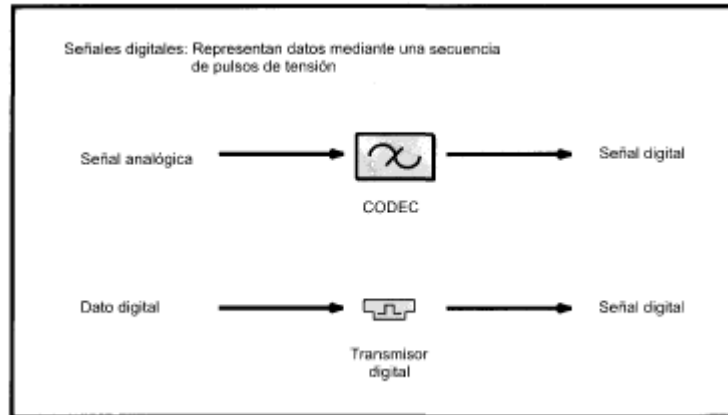 Señales digitales: Representan datos mediante una secuencia
de pulsos de tensión
Señal analógica
Señal digital
CODEC
Dato digital
Señal digital
Transmisor
digital